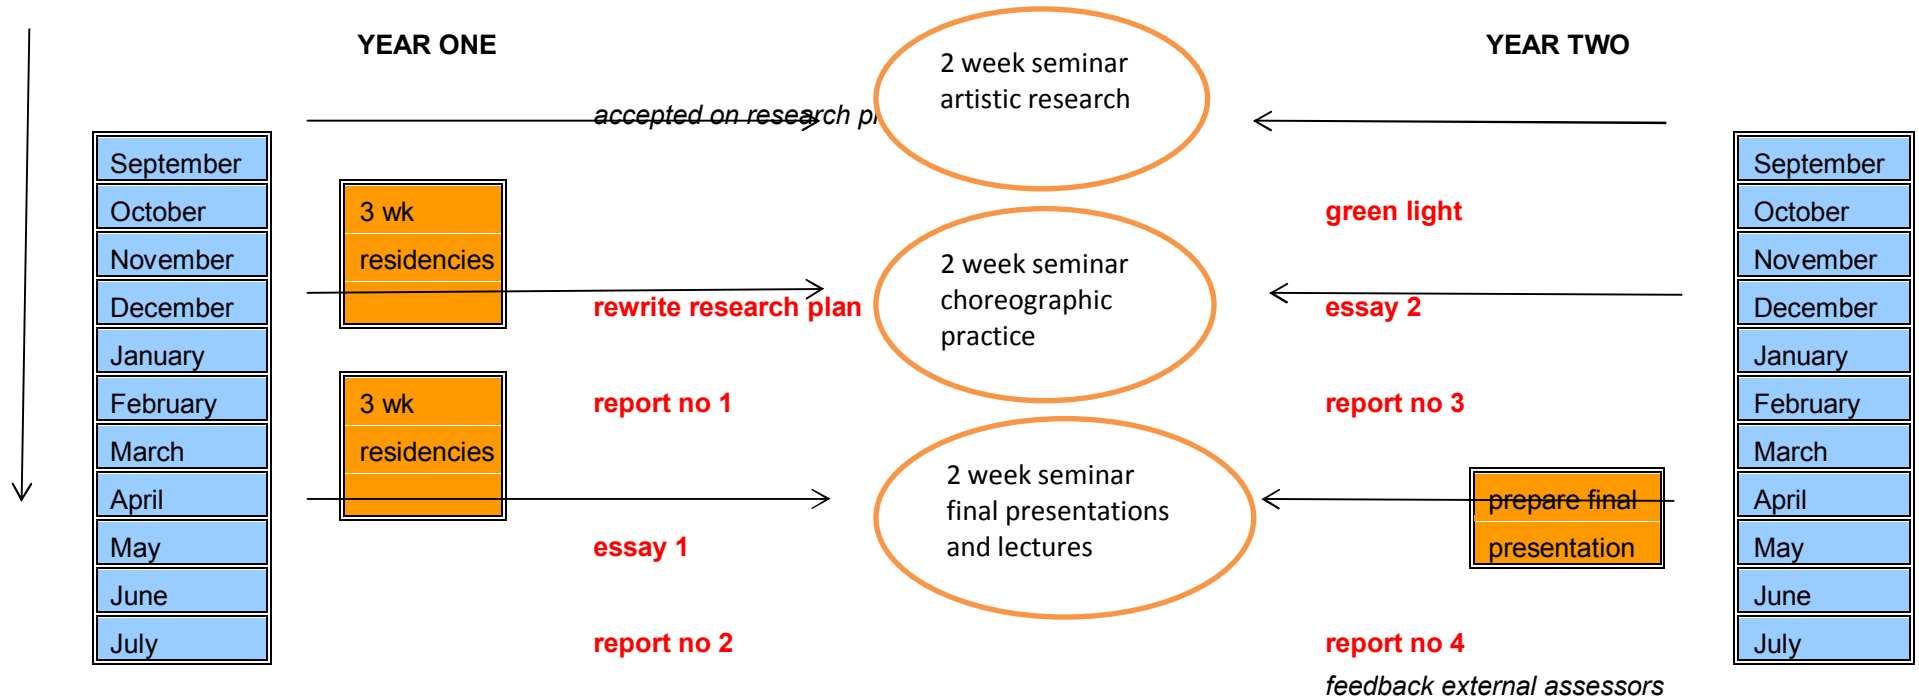 YEAR ONE
YEAR TWO
accepted on research
September
October
November
December
January
February
March
April
May
June
July
3 wk
residencies
3 wk
residencies
rewrite research plan
report no 1
essay 1
report no 2
2 week seminar
artistic research
2 week seminar
choreographic
practice
2 week seminar
final presentations
and lectures
green light
essay 2
report no 3
prepare final
presentation
report no 4
feedback external assessors
September
October
November
December
January
February
March
April
May
June
July